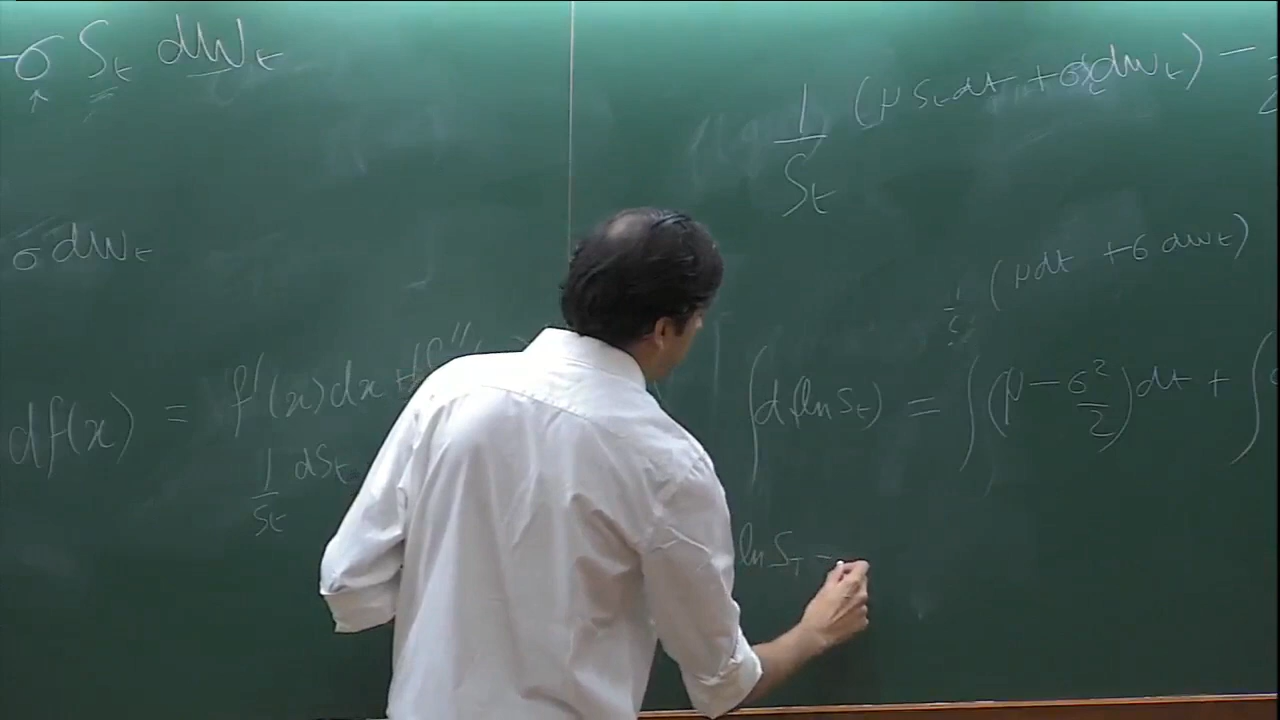 -σ S_t dW_t
↑
σ dW_t
df(x) = f'(x)dx + f''(
1/S_t dS_t
1/S_t (μ S_t dt + σ S_t dW_t) -
1/S (μ dt + σ dW_t)
∫ d(ln S_t) = ∫ (μ - σ²/2) dt + ∫
ln S_T -